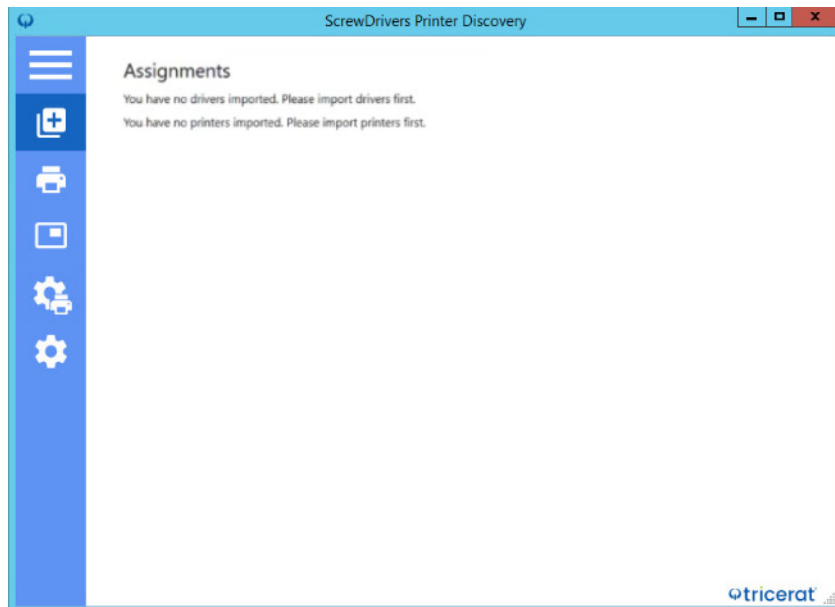 ScrewDrivers Printer Discovery
Assignments
You have no drivers imported. Please import drivers first.
You have no printers imported. Please import printers first.
tricerat